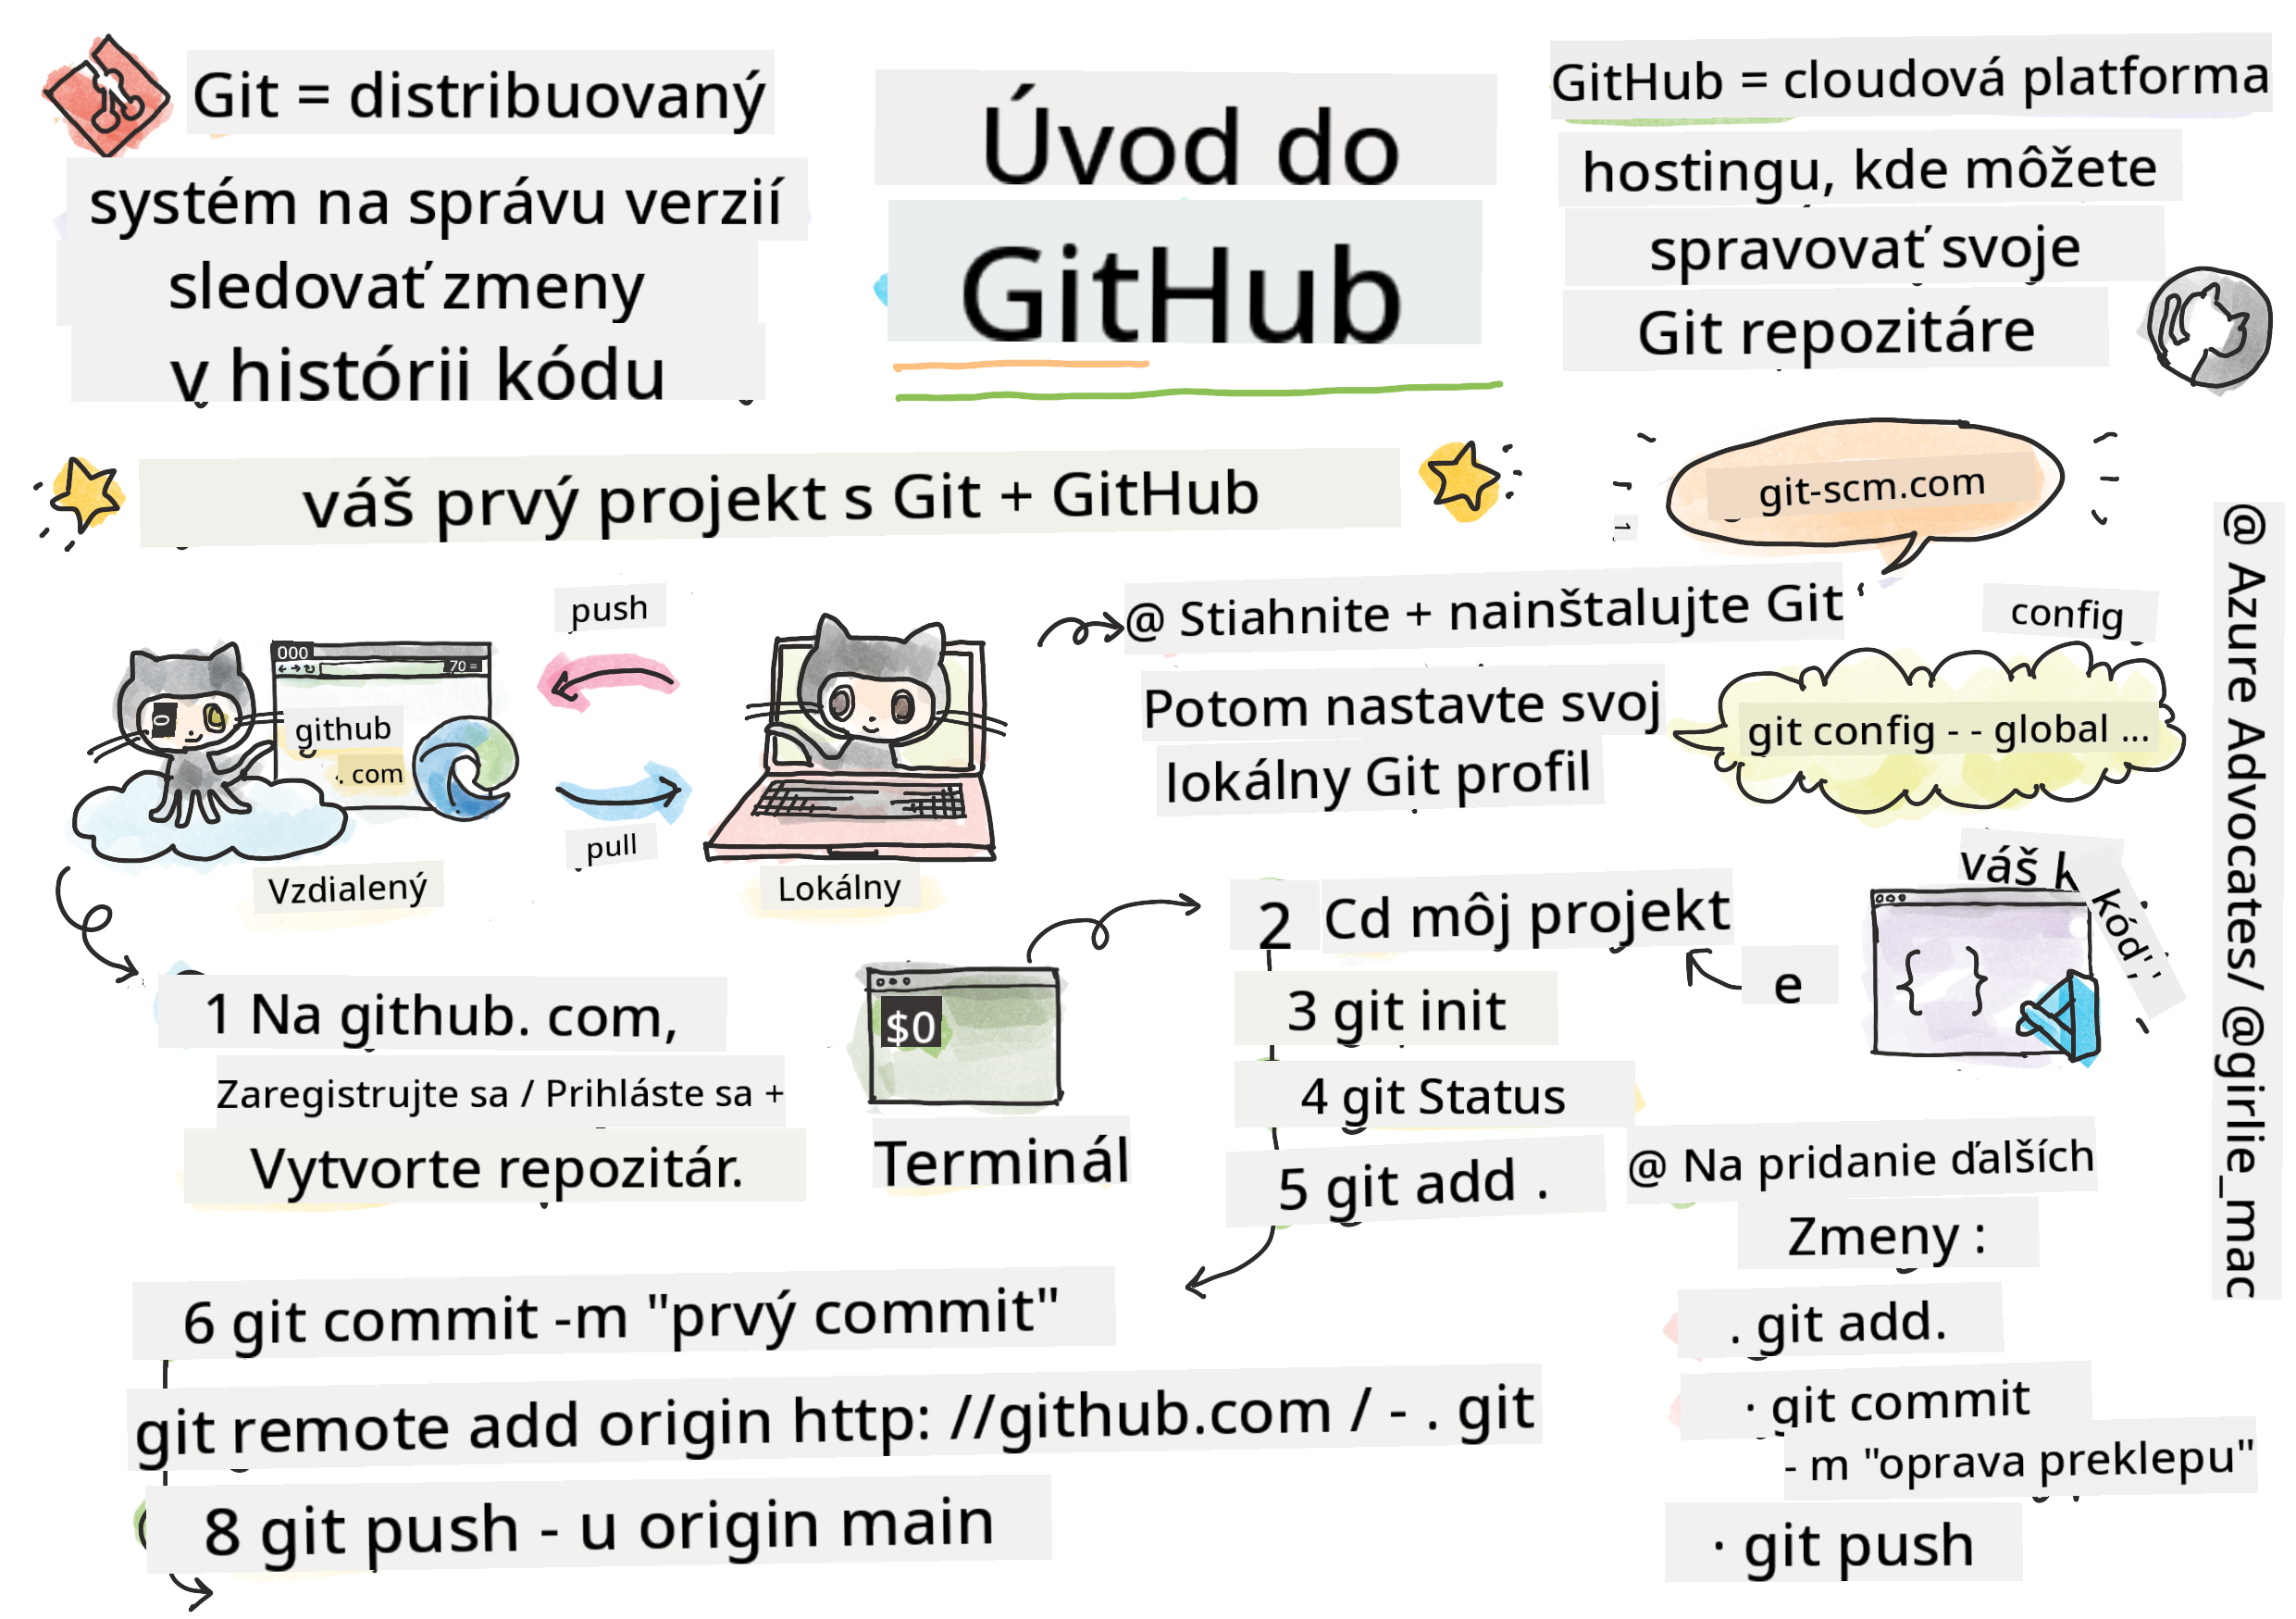 Git = distribuovaný
systém na správu verzií
sledovať zmeny
v histórii kódu
Úvod do
GitHub
GitHub = cloudová platforma
hostingu, kde môžete
spravovať svoje
Git repozitáre
váš prvý projekt s Git + GitHub
git-scm.com
@ Azure Advocates/ @girlie_mac
push
000
70 =
0
github
. com
pull
Vzdialený
Lokálny
@ Stiahnite + nainštalujte Git
config
Potom nastavte svoj
lokálny Git profil
git config - - global ...
1 Na github. com,
Zaregistrujte sa / Prihláste sa +
Vytvorte repozitár.
$0
Terminál
2 Cd môj projekt
3 git init
4 git Status
5 git add .
váš
kód''
e
{ }
@ Na pridanie ďalších
Zmeny :
. git add.
· git commit
- m "oprava preklepu"
· git push
6 git commit -m "prvý commit"
git remote add origin http: //github.com / - . git
8 git push - u origin main